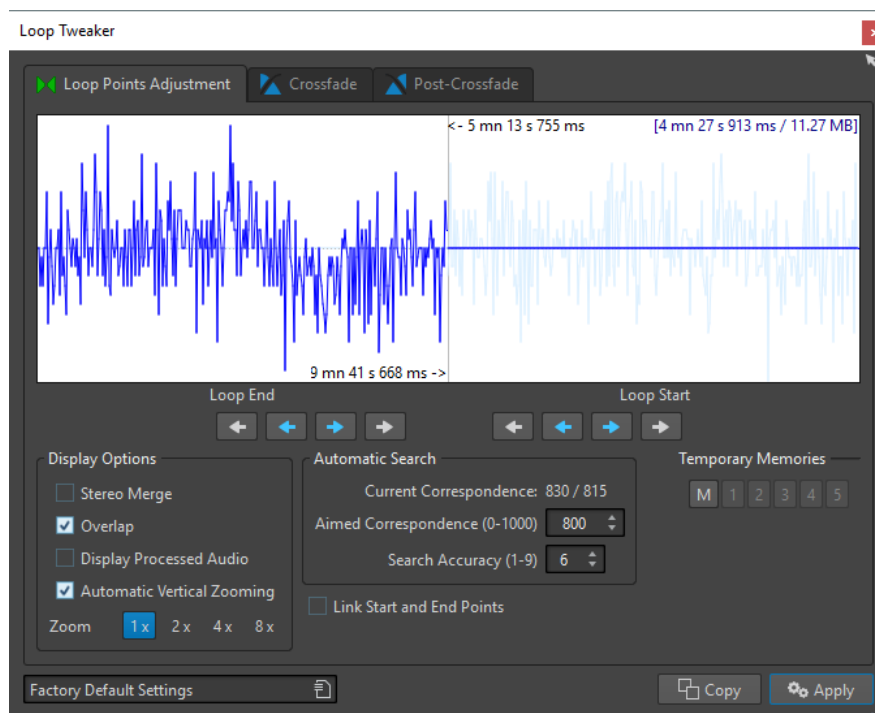 Loop Tweaker
Loop Points Adjustment Crossfade Post-Crossfade
<- 5 mn 13 s 755 ms [4 mn 27 s 913 ms / 11.27 MB]
9 mn 41 s 668 ms ->
Loop End Loop Start
Display Options Automatic Search Temporary Memories
Stereo Merge Current Correspondence: 830 / 815 M 1 2 3 4 5
Overlap Aimed Correspondence (0-1000) 800
Display Processed Audio Search Accuracy (1-9) 6
Automatic Vertical Zooming Link Start and End Points
Zoom 1 x 2 x 4 x 8 x
Factory Default Settings Copy Apply